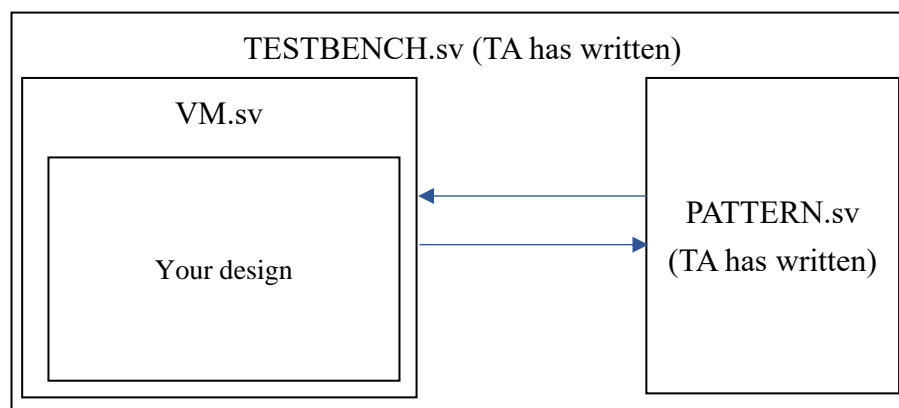 TESTBENCH.sv (TA has written)
VM.sv
Your design
PATTERN.sv
(TA has written)